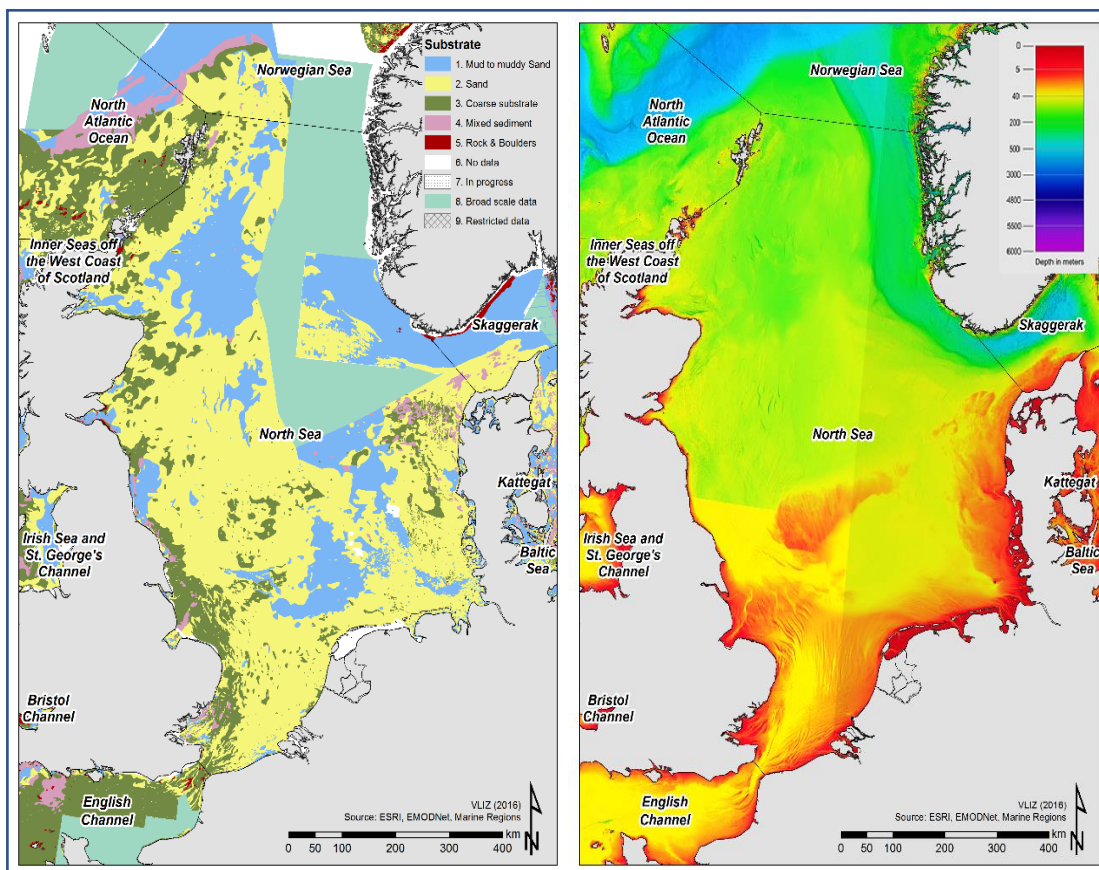 Substrate
1. Mud to muddy Sand
2. Sand
3. Coarse substrate
4. Mixed sediment
5. Rock & Boulders
6. No data
7. In progress
8. Broad scale data
9. Restricted data
Norwegian Sea
North
Atlantic
Ocean
Inner Seas off
the West Coast
of Scotland
Skaggerak
North Sea
Kattegat
Irish Sea and
St. George's
Channel
Baltic
Sea
Bristol
Channel
English
Channel
VLIZ (2016)
Source: ESRI, EMODNet, Marine Regions
km
0 50 100 200 300 400
N
0
5
40
200
500
3000
4800
5500
6000
Depth in meters
Norwegian Sea
North
Atlantic
Ocean
Inner Seas off
the West Coast
of Scotland
Skaggerak
North Sea
Kattegat
Irish Sea and
St. George's
Channel
Baltic
Sea
Bristol
Channel
English
Channel
VLIZ (2016)
Source: ESRI, EMODNet, Marine Regions
km
0 50 100 200 300 400
N